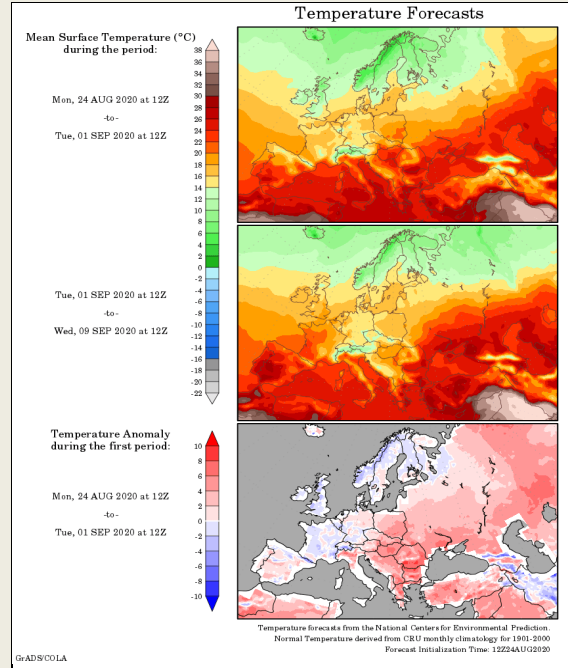 Temperature Forecasts
Mean Surface Temperature (°C)
during the period:
Mon, 24 AUG 2020 at 12Z
-to-
Tue, 01 SEP 2020 at 12Z
38
36
34
32
30
28
26
24
22
20
18
16
14
12
10
8
6
4
2
0
-2
-4
-6
-8
-10
-12
-14
-16
-18
-20
-22
Tue, 01 SEP 2020 at 12Z
-to-
Wed, 09 SEP 2020 at 12Z
Temperature Anomaly
during the first period:
Mon, 24 AUG 2020 at 12Z
-to-
Tue, 01 SEP 2020 at 12Z
10
8
6
4
2
0
-2
-4
-6
-8
-10
Temperature forecasts from the National Centers for Environmental Prediction.
Normal Temperature derived from CRU monthly climatology for 1901-2000
Forecast Initialization Time: 12Z24AUG2020
GrADS/COLA